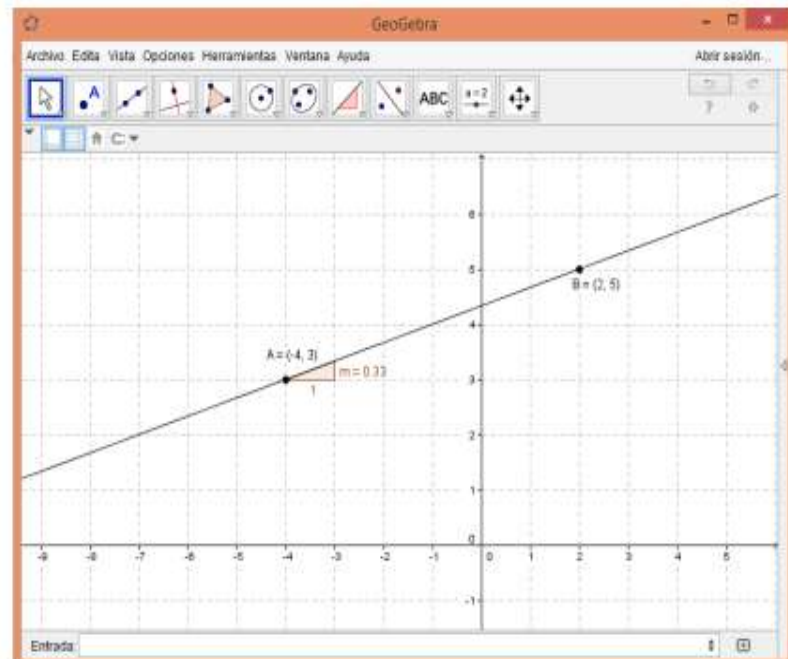 GeoGebra
Archivo Edita Vista Opciones Herramientas Ventana Ayuda
Abrir sesión...
A
ABC
a=2
?
6
5
B = (2, 5)
4
A = (-4, 3)
m = 0.33
1
3
2
1
0
-9 -8 -7 -6 -5 -4 -3 -2 -1 0 1 2 3 4 5
-1
Entrada: